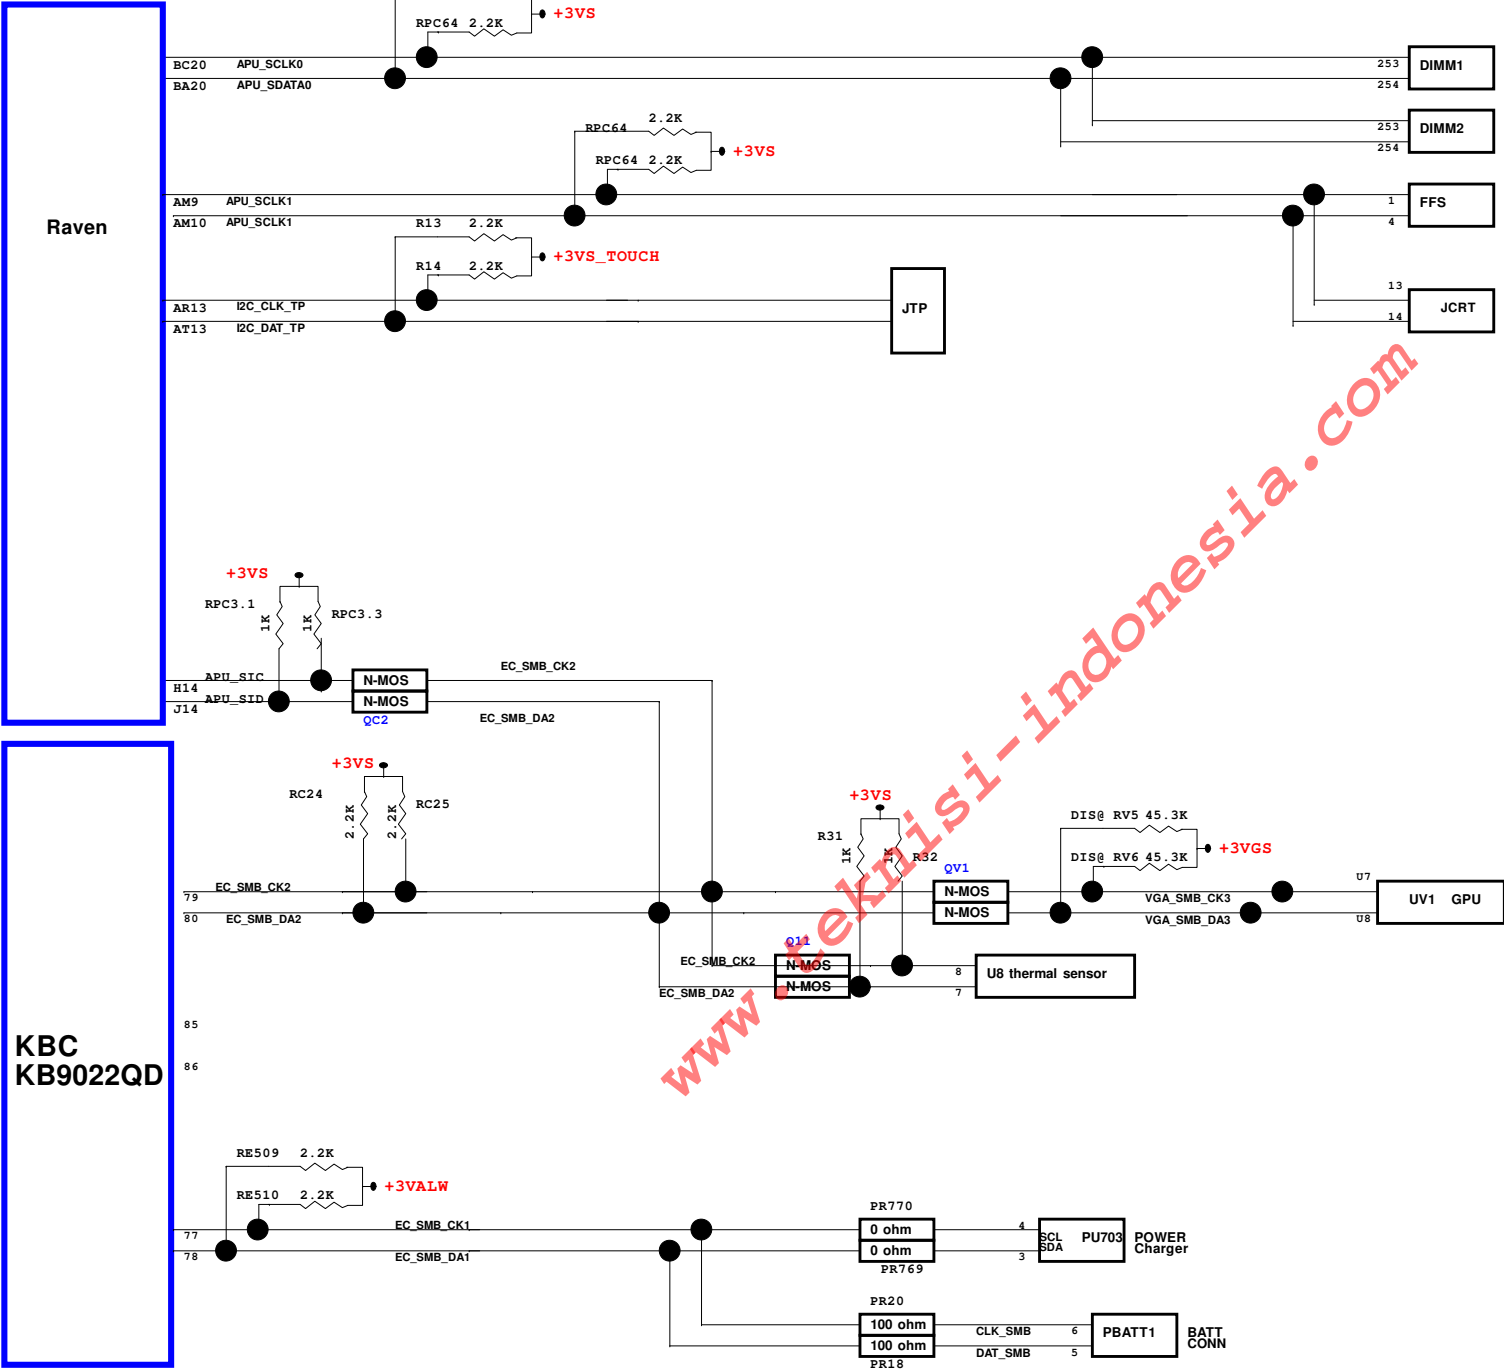 RPC64 2.2K
+3VS
BC20 APU_SCLK0
253 DIMM1
BA20 APU_SDATA0
254
2.2K
RPC64
253 DIMM2
254
RPC64 2.2K
+3VS
AM9 APU_SCLK1
1 FFS
AM10 APU_SCLK1
4
Raven
R13 2.2K
+3VS_TOUCH
R14 2.2K
AR13 I2C_CLK_TP
JTP
13
JCRT
AT13 I2C_DAT_TP
14
+3VS
RPC3.1
1K
1K
RPC3.3
APU_SIC
H14
N-MOS
EC_SMB_CK2
APU_SID
J14
N-MOS
QC2
EC_SMB_DA2
+3VS
RC24
2.2K
2.2K
RC25
+3VS
R31
1K
1K
R32
DIS@ RV5 45.3K
+3VGS
DIS@ RV6 45.3K
QV1
EC_SMB_CK2
79
N-MOS
VGA_SMB_CK3
U7
UV1 GPU
80
EC_SMB_DA2
N-MOS
VGA_SMB_DA3
U8
Q11
EC_SMB_CK2
N-MOS
8
U8 thermal sensor
EC_SMB_DA2
N-MOS
7
85
KBC
KB9022QD
86
RE509 2.2K
+3VALW
RE510 2.2K
PR770
77
EC_SMB_CK1
0 ohm
4
SCL
SDA
PU703
POWER
Charger
78
EC_SMB_DA1
0 ohm
3
PR769
PR20
100 ohm
CLK_SMB
6
PBATT1
BATT
CONN
100 ohm
DAT_SMB
5
PR18
www.teknisi-indonesia.com